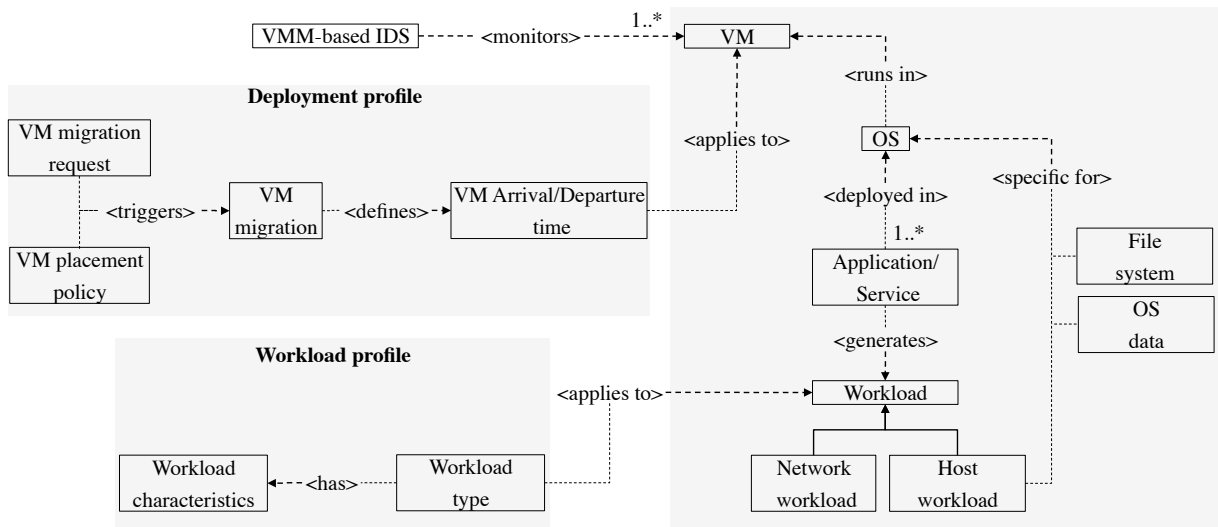 VMM-based IDS
<monitors>
1..*
VM
<runs in>
Deployment profile
VM migration
request
<applies to>
OS
<triggers>
VM
migration
<defines>
VM Arrival/Departure
time
<deployed in>
<specific for>
1..*
VM placement
policy
Application/
Service
File
system
OS
data
<generates>
Workload profile
<applies to>
Workload
Workload
characteristics
<has>
Workload
type
Network
workload
Host
workload